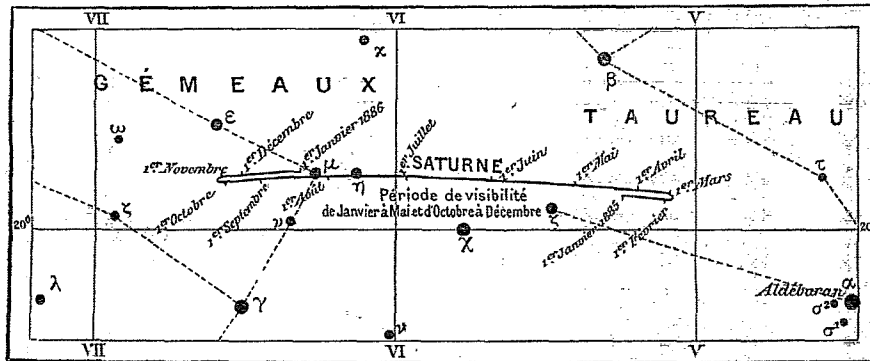 VII VI V
ϰ
β
GÉMEAUX
TAUREAU
ε
ω
1er Novembre
1er Décembre
1er Janvier 1886
μ
η
1er Juillet
SATURNE
1er Juin
1er Mai
1er Avril
1er Mars
τ
1er Octobre
1er Septembre
1er Août
Période de visibilité
de Janvier à Mai et d'Octobre à Décembre
1er Janvier 1885
1er Février
ζ
ν
ζ
20°
20
χ
λ
γ
ν
Aldébaran
α
σ²
σ¹
VII VI V